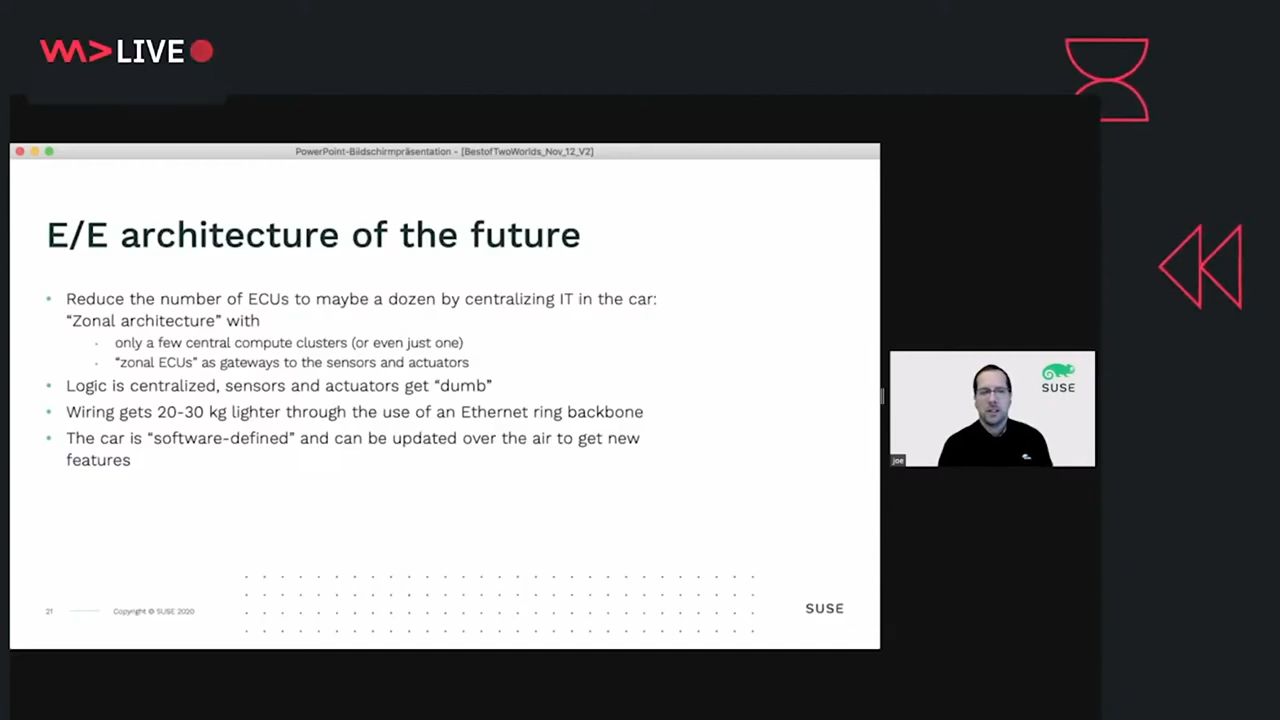 LIVE
PowerPoint-Bildschirmpräsentation - [BestofTwoWorlds_Nov_12_V2]
E/E architecture of the future
• Reduce the number of ECUs to maybe a dozen by centralizing IT in the car:
“Zonal architecture” with
- only a few central compute clusters (or even just one)
- “zonal ECUs” as gateways to the sensors and actuators
• Logic is centralized, sensors and actuators get “dumb”
• Wiring gets 20-30 kg lighter through the use of an Ethernet ring backbone
• The car is “software-defined” and can be updated over the air to get new
features
21
Copyright © SUSE 2020
SUSE
SUSE
joe